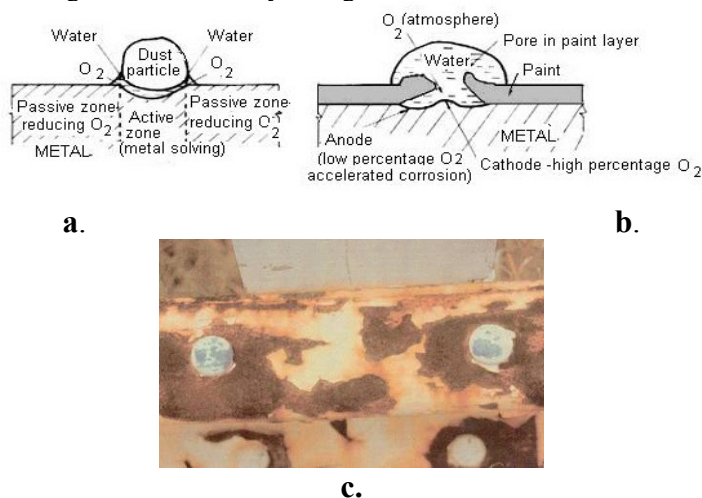 Water
Water
Dust
particle
O2
O2
Passive zone
reducing O2
Active
zone
(metal solving)
Passive zone
reducing O2
METAL
a.
O2 (atmosphere)
Pore in paint layer
Water
Paint
Anode
(low percentage O2
accelerated corrosion)
METAL
Cathode -high percentage O2
b.
c.